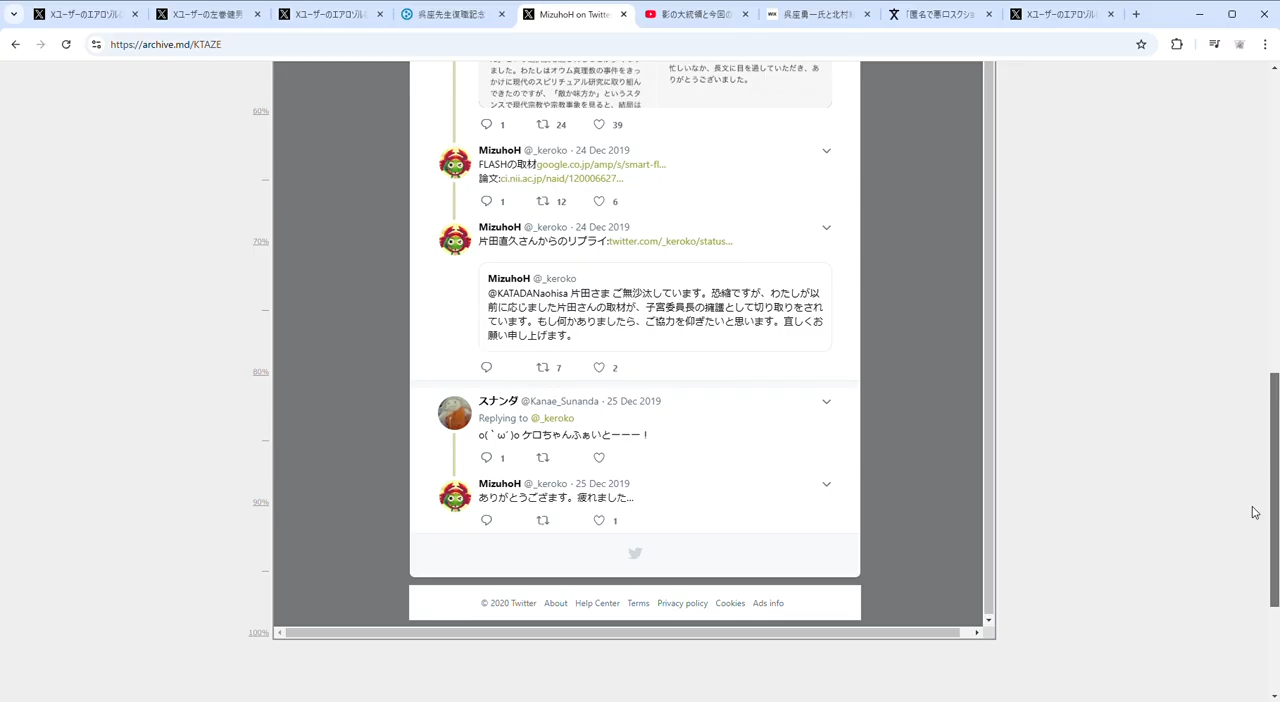 Xユーザーのエアロゾル
Xユーザーの左巻健男
Xユーザーのエアロゾル
呉座先生復職記念
MizuhoH on Twitte
影の大統領と今回の
呉座勇一氏と北村紗
「匿名で悪口スクショ
Xユーザーのエアロゾル
https://archive.md/KTAZE
ました。わたしはオウム真理教の事件をきっ
かけに現代のスピリチュアル研究に取り組ん
できたのですが、「敵か味方か」というスタ
ンスで現代宗教や宗教事象を見ると、結局は
忙しいなか、長文に目を通していただき、あ
りがとうございました。
1 24 39
60%
MizuhoH @_keroko · 24 Dec 2019
FLASHの取材google.co.jp/amp/s/smart-fl...
論文:ci.nii.ac.jp/naid/120006627...
1 12 6
MizuhoH @_keroko · 24 Dec 2019
70%
片田直久さんからのリプライ:twitter.com/_keroko/status...
MizuhoH @_keroko
@KATADANaohisa 片田さま ご無沙汰しています。恐縮ですが、わたしが以
前に応じました片田さんの取材が、子宮委員長の擁護として切り取りをされ
ています。もし何かありましたら、ご協力を仰ぎたいと思います。宜しくお
願い申し上げます。
7 2
80%
スナンダ @Kanae_Sunanda · 25 Dec 2019
Replying to @_keroko
o(｀ω´)o ケロちゃんふぁいとーーー！
1
MizuhoH @_keroko · 25 Dec 2019
ありがとうござます。疲れました...
90%
1
© 2020 Twitter About Help Center Terms Privacy policy Cookies Ads info
100%